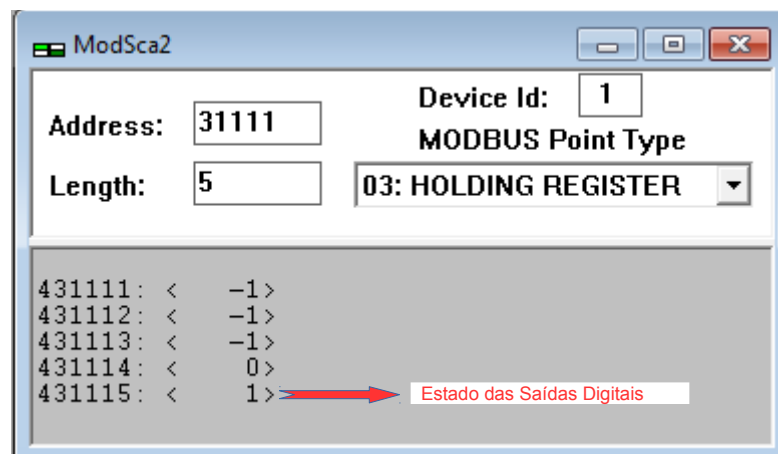 ModSca2
Address: 31111
Device Id: 1
MODBUS Point Type
Length: 5
03: HOLDING REGISTER
431111: < -1>
431112: < -1>
431113: < -1>
431114: < 0>
431115: < 1>
Estado das Saídas Digitais